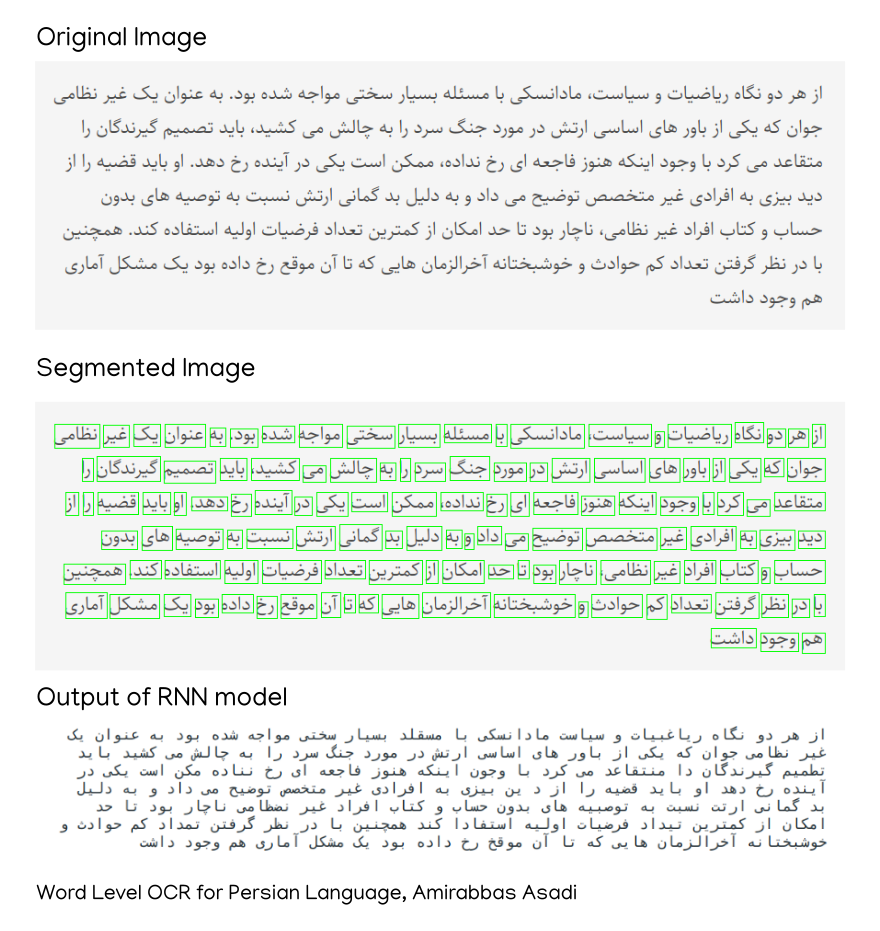 Original Image
از هر دو نگاه ریاضیات و سیاست، مادانسکی با مسئله بسیار سختی مواجه شده بود. به عنوان یک غیر نظامی
جوان که یکی از باور های اساسی ارتش در مورد جنگ سرد را به چالش می کشید، باید تصمیم گیرندگان را
متقاعد می کرد با وجود اینکه هنوز فاجعه ای رخ نداده، ممکن است یکی در آینده رخ دهد. او باید قضیه را از
دید بیزی به افرادی غیر متخصص توضیح می داد و به دلیل بد گمانی ارتش نسبت به توصیه های بدون
حساب و کتاب افراد غیر نظامی، ناچار بود تا حد امکان از کمترین تعداد فرضیات اولیه استفاده کند. همچنین
با در نظر گرفتن تعداد کم حوادث و خوشبختانه آخرالزمان هایی که تا آن موقع رخ داده بود یک مشکل آماری
هم وجود داشت
Segmented Image
از هر دو نگاه ریاضیات و سیاست، مادانسکی با مسئله بسیار سختی مواجه شده بود. به عنوان یک غیر نظامی
جوان که یکی از باور های اساسی ارتش در مورد جنگ سرد را به چالش می کشید، باید تصمیم گیرندگان را
متقاعد می کرد با وجود اینکه هنوز فاجعه ای رخ نداده، ممکن است یکی در آینده رخ دهد. او باید قضیه را از
دید بیزی به افرادی غیر متخصص توضیح می داد و به دلیل بد گمانی ارتش نسبت به توصیه های بدون
حساب و کتاب افراد غیر نظامی، ناچار بود تا حد امکان از کمترین تعداد فرضیات اولیه استفاده کند. همچنین
با در نظر گرفتن تعداد کم حوادث و خوشبختانه آخرالزمان هایی که تا آن موقع رخ داده بود یک مشکل آماری
هم وجود داشت
Output of RNN model
از هر دو نگاه ریاغبیات و سیاست مادانسکی با مسقلد بسیار سختی مواجه شده بود به عنوان یک
غیر نظامی جوان که یکی از باور های اساسی ارتش در مورد جنگ سرد را به چالش می کشید باید
تطمیم گیرندگان دا منتقاعد می کرد با وجون اینکه هنوز فاجعه ای رخ نناده مکن است یکی در
آینده رخ دهد او باید قضیه را از د ین بیزی به افرادی غیر متخصص توضیح می داد و به دلیل
بد گمانی ارتت نسبت به توصبیه های بدون حساب و کتاب افراد غیر نضظامی ناچار بود تا حد
امکان از کمترین تیداد فرضیات اولیه استفادا کند همچنین با در نظر گرفتن تمداد کم حوادث و
خوشبختانه آخرالزمان هایی که تا آن موقخ رخ داده بود یک مشکل آماری هم وجود داشت
Word Level OCR for Persian Language, Amirabbas Asadi